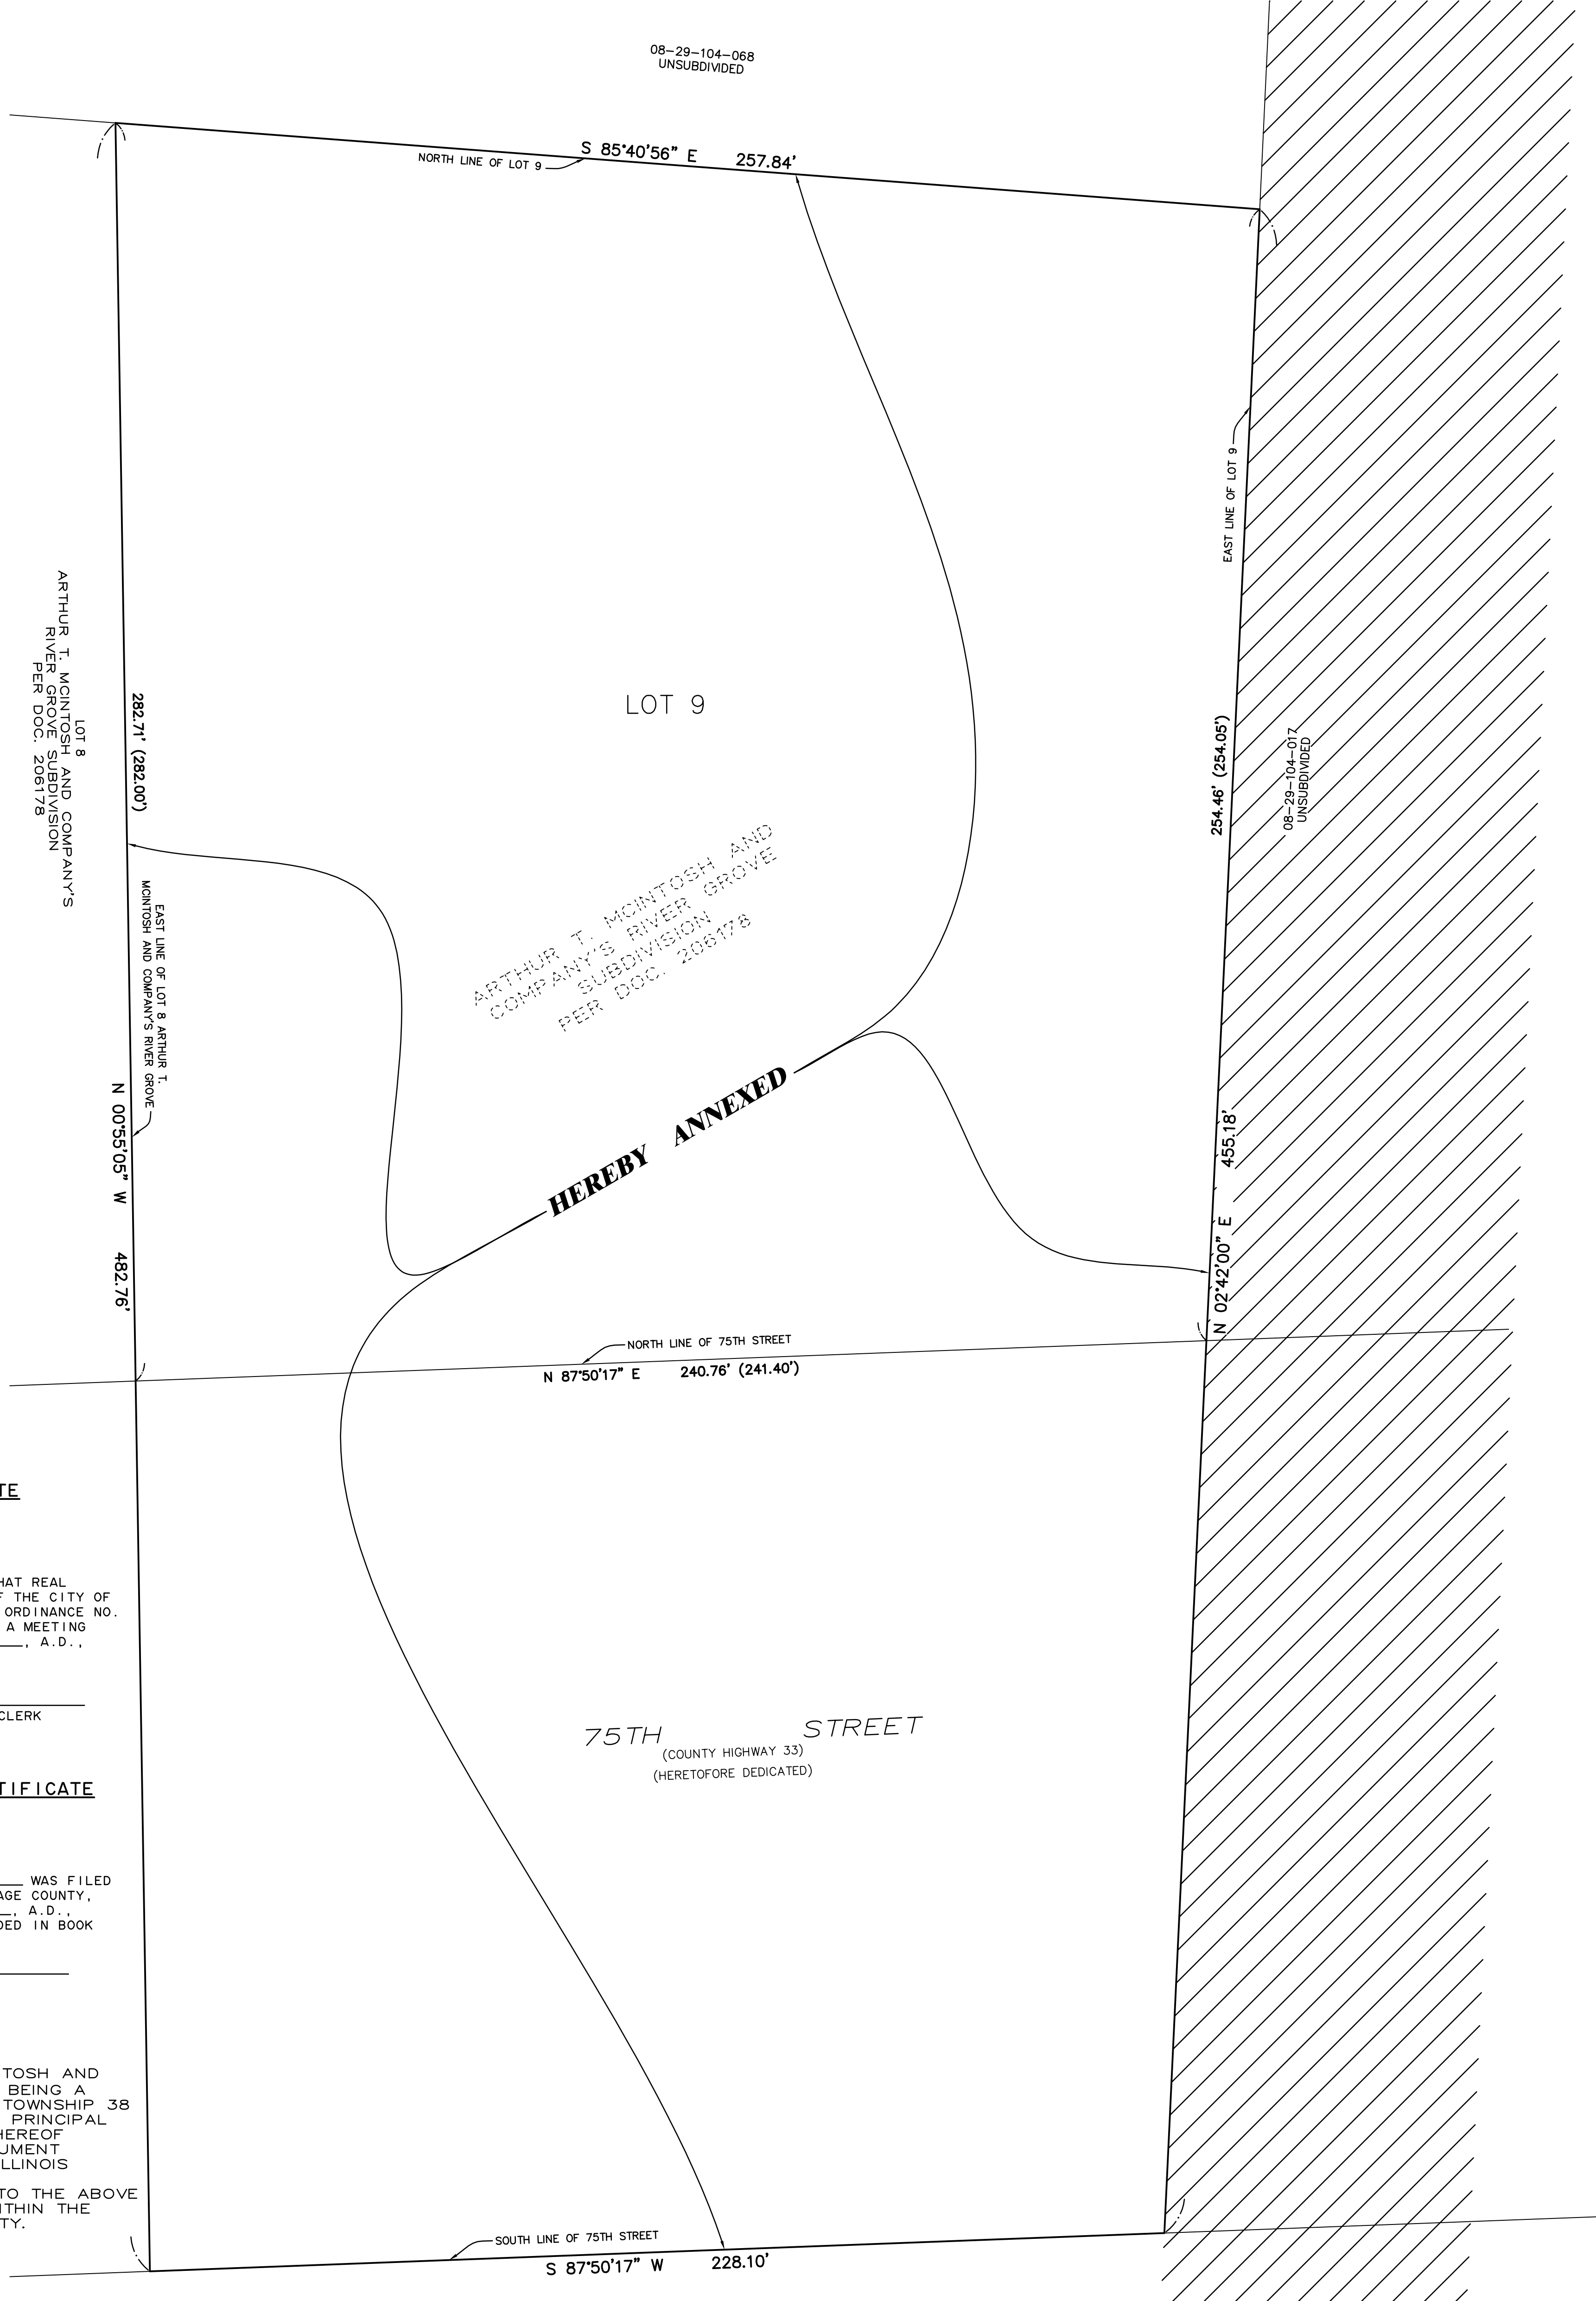 08-29-104-068
UNSUBDIVIDED
S 85°40'56" E 257.84'
NORTH LINE OF LOT 9
EAST LINE OF LOT 9
LOT 8
ARTHUR T. MCINTOSH AND COMPANY'S
RIVER GROVE SUBDIVISION
PER DOC. 206178
282.71' (282.00')
LOT 9
254.46' (254.05')
08-29-104-017
UNSUBDIVIDED
ARTHUR T. MCINTOSH AND
COMPANY'S RIVER GROVE
SUBDIVISION
PER DOC. 206178
EAST LINE OF LOT 8 ARTHUR T.
MCINTOSH AND COMPANY'S RIVER GROVE
HEREBY ANNEXED
N 00°55'05" W 482.76'
N 02°42'00" E 455.18'
NORTH LINE OF 75TH STREET
N 87°50'17" E 240.76' (241.40')
TE
HAT REAL
F THE CITY OF
ORDINANCE NO.
A MEETING
, A.D.,
CLERK
75TH STREET
(COUNTY HIGHWAY 33)
(HERETOFORE DEDICATED)
TIFICATE
WAS FILED
AGE COUNTY,
, A.D.,
DED IN BOOK
TOSH AND
BEING A
TOWNSHIP 38
PRINCIPAL
HEREOF
UMENT
LLINOIS
TO THE ABOVE
ITHIN THE
TY.
SOUTH LINE OF 75TH STREET
S 87°50'17" W 228.10'